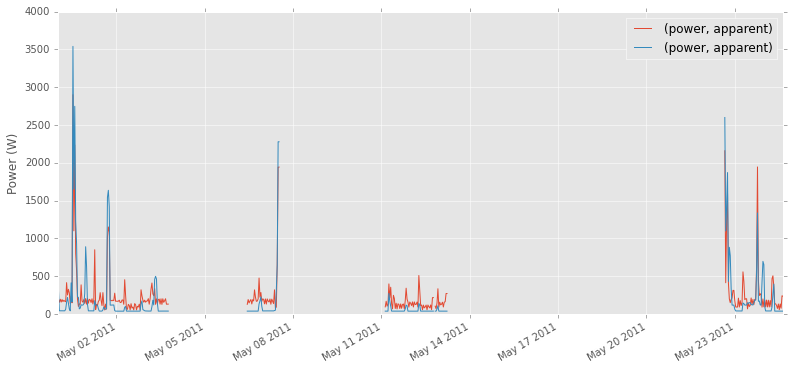 4000
3500
3000
2500
2000
1500
1000
500
0
Power (W)
(power, apparent)
(power, apparent)
May 02 2011
May 05 2011
May 08 2011
May 11 2011
May 14 2011
May 17 2011
May 20 2011
May 23 2011